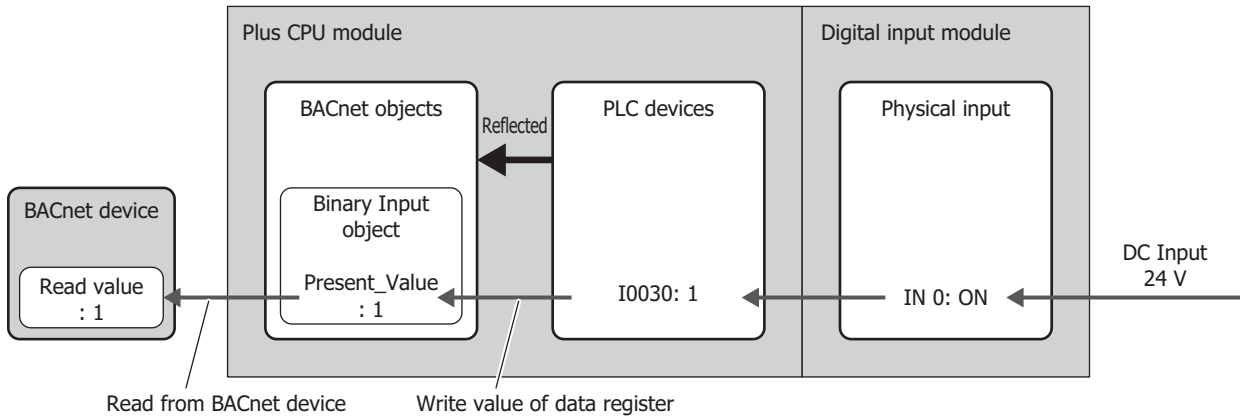 Plus CPU module
Digital input module
BACnet objects
Reflected
PLC devices
Physical input
BACnet device
Binary Input
object
Read value
: 1
Present_Value
: 1
I0030: 1
IN 0: ON
DC Input
24 V
Read from BACnet device
Write value of data register